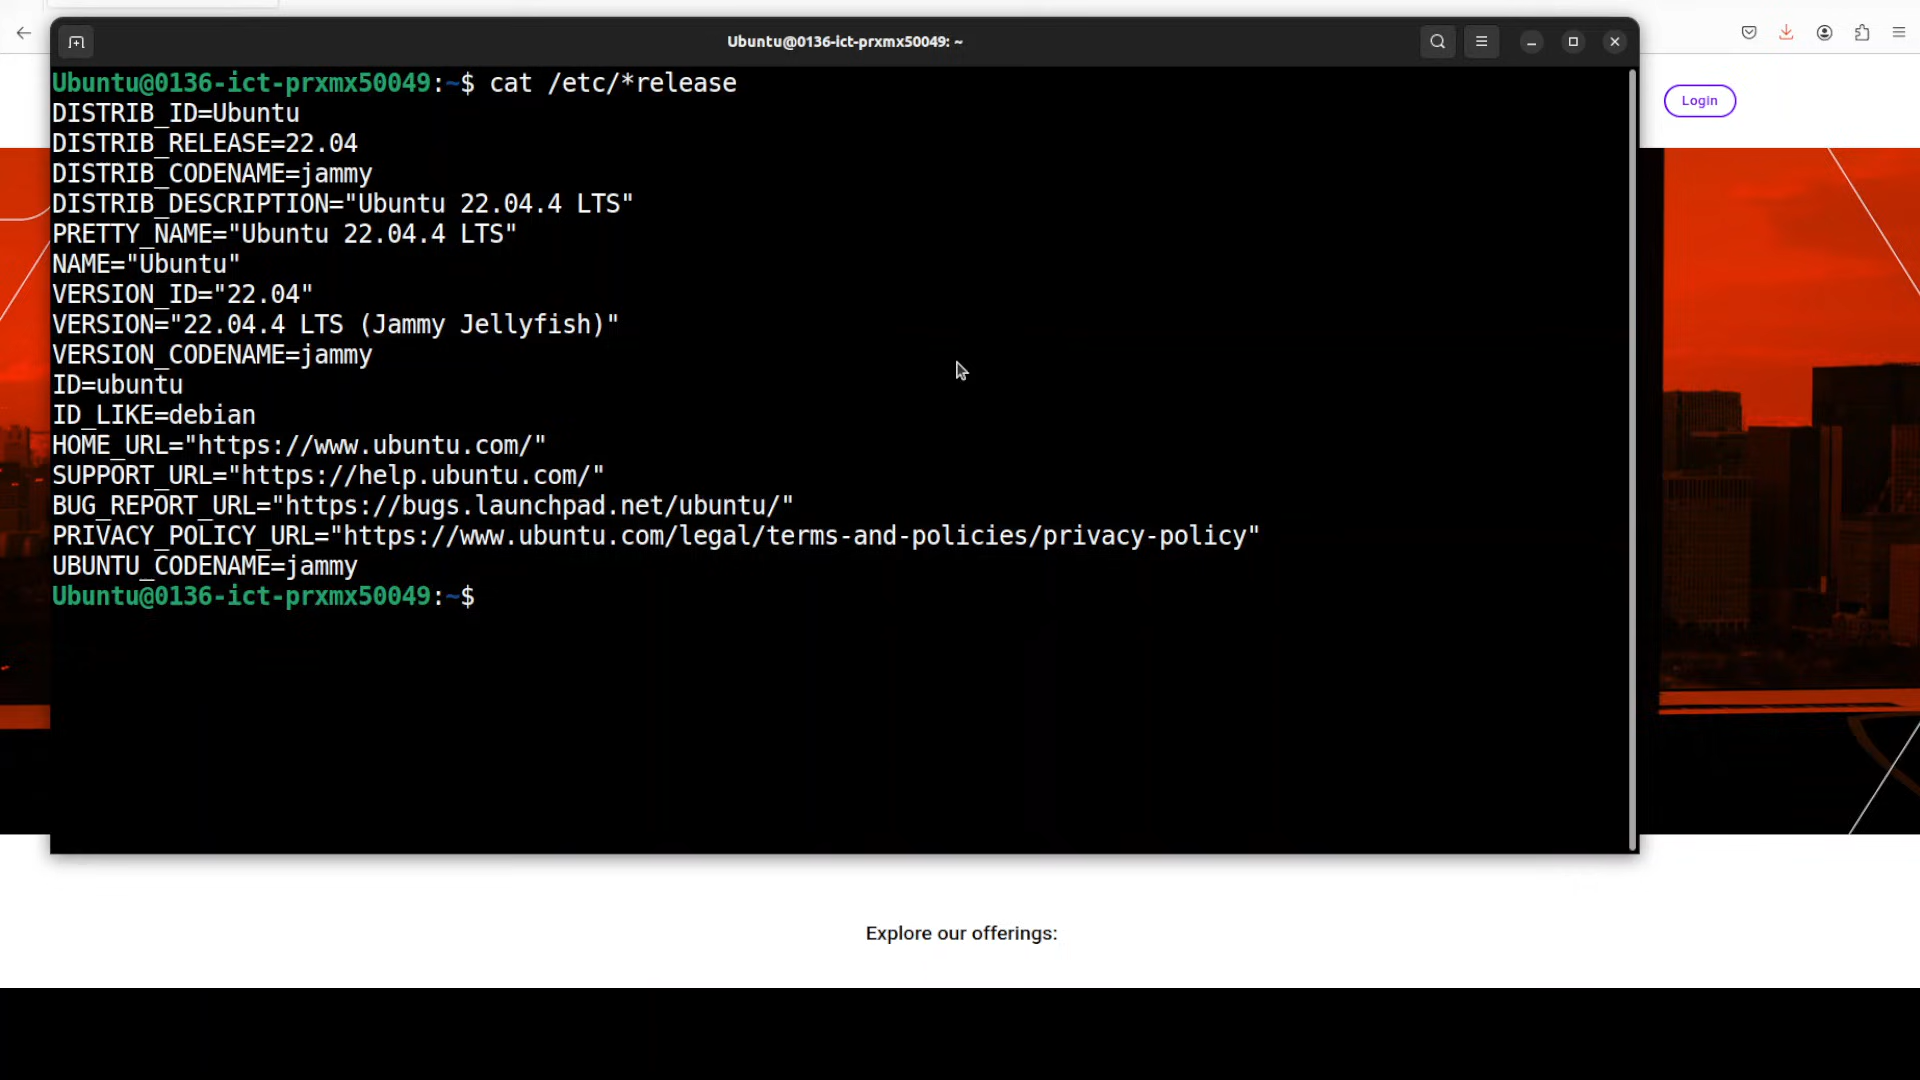 Ubuntu@0136-ict-prxmx50049: ~
Login
Ubuntu@0136-ict-prxmx50049:~$ cat /etc/*release
DISTRIB_ID=Ubuntu
DISTRIB_RELEASE=22.04
DISTRIB_CODENAME=jammy
DISTRIB_DESCRIPTION="Ubuntu 22.04.4 LTS"
PRETTY_NAME="Ubuntu 22.04.4 LTS"
NAME="Ubuntu"
VERSION_ID="22.04"
VERSION="22.04.4 LTS (Jammy Jellyfish)"
VERSION_CODENAME=jammy
ID=ubuntu
ID_LIKE=debian
HOME_URL="https://www.ubuntu.com/"
SUPPORT_URL="https://help.ubuntu.com/"
BUG_REPORT_URL="https://bugs.launchpad.net/ubuntu/"
PRIVACY_POLICY_URL="https://www.ubuntu.com/legal/terms-and-policies/privacy-policy"
UBUNTU_CODENAME=jammy
Ubuntu@0136-ict-prxmx50049:~$
Explore our offerings: